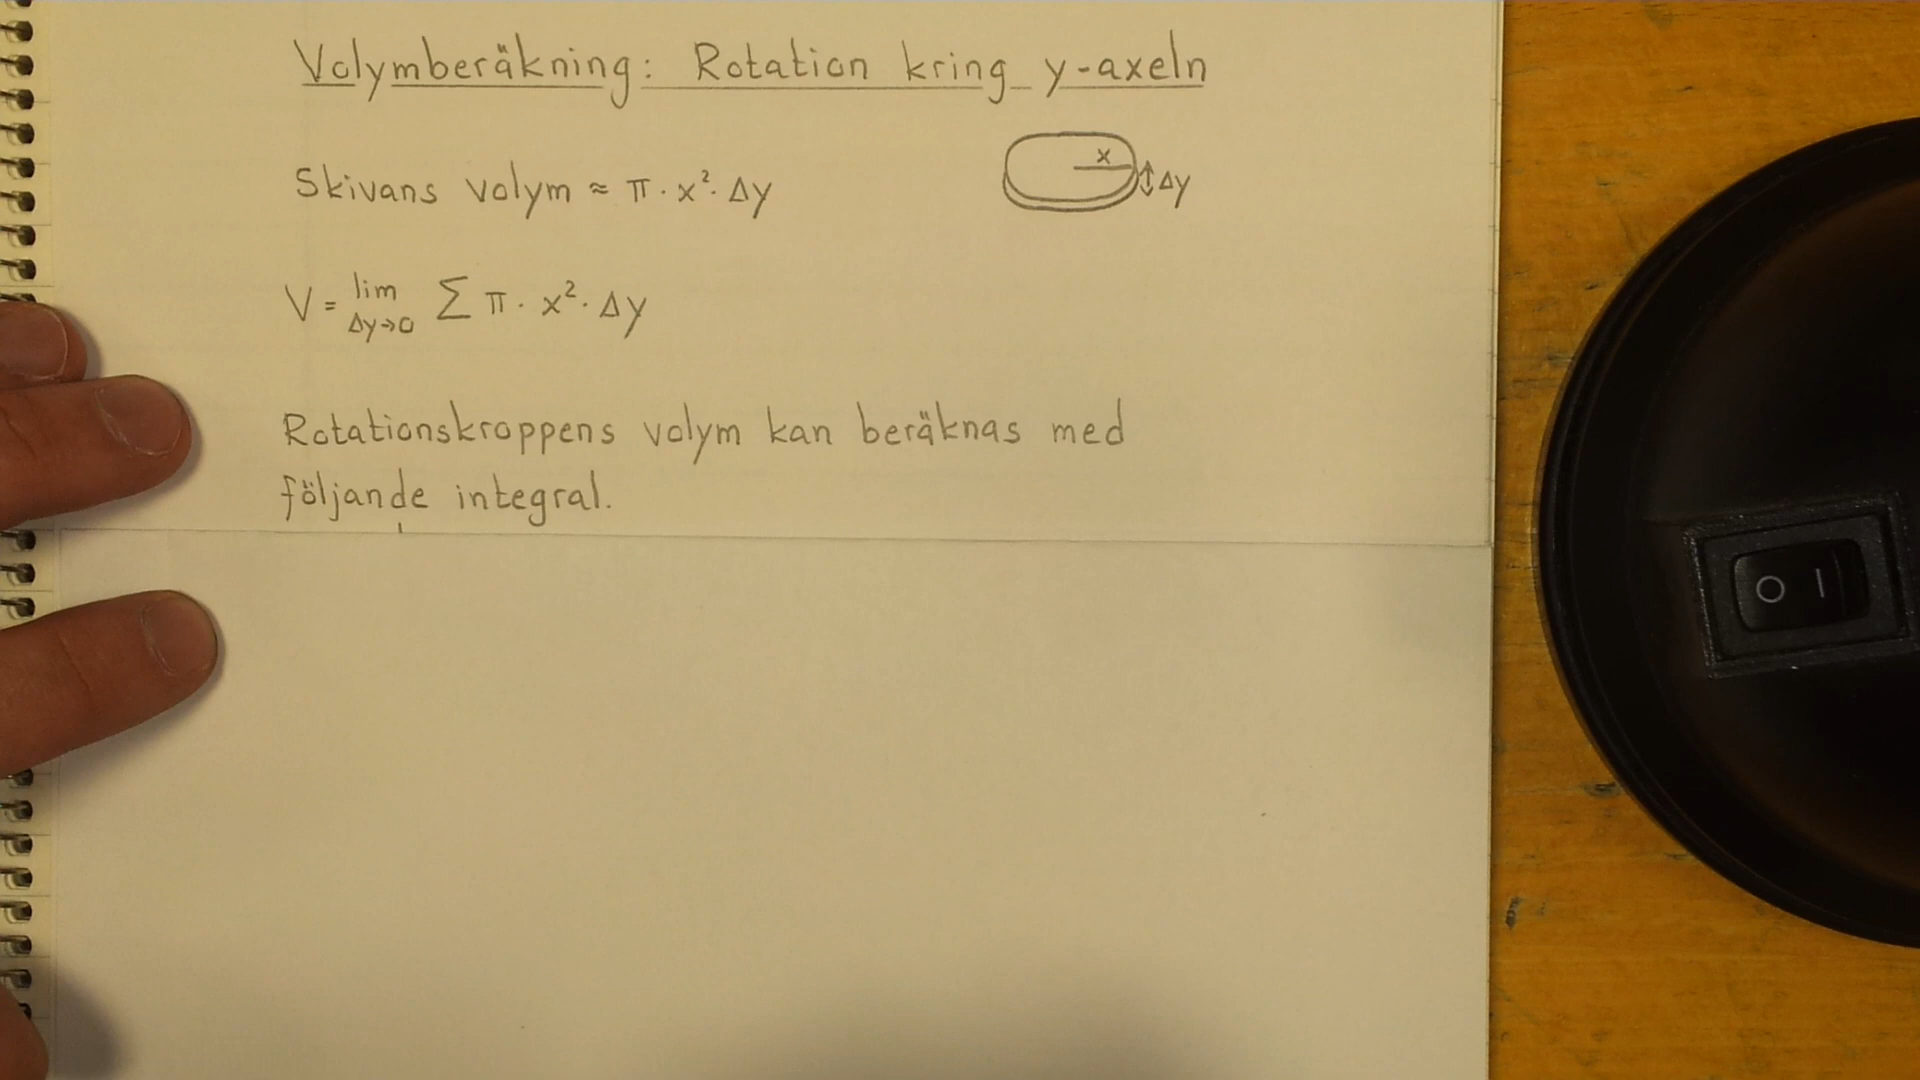 Volymberäkning: Rotation kring y-axeln
Skivans volym ≈ π · x² · Δy
x
Δy
V = lim Σ π · x² · Δy
Δy→0
Rotationskroppens volym kan beräknas med
följande integral.
O I